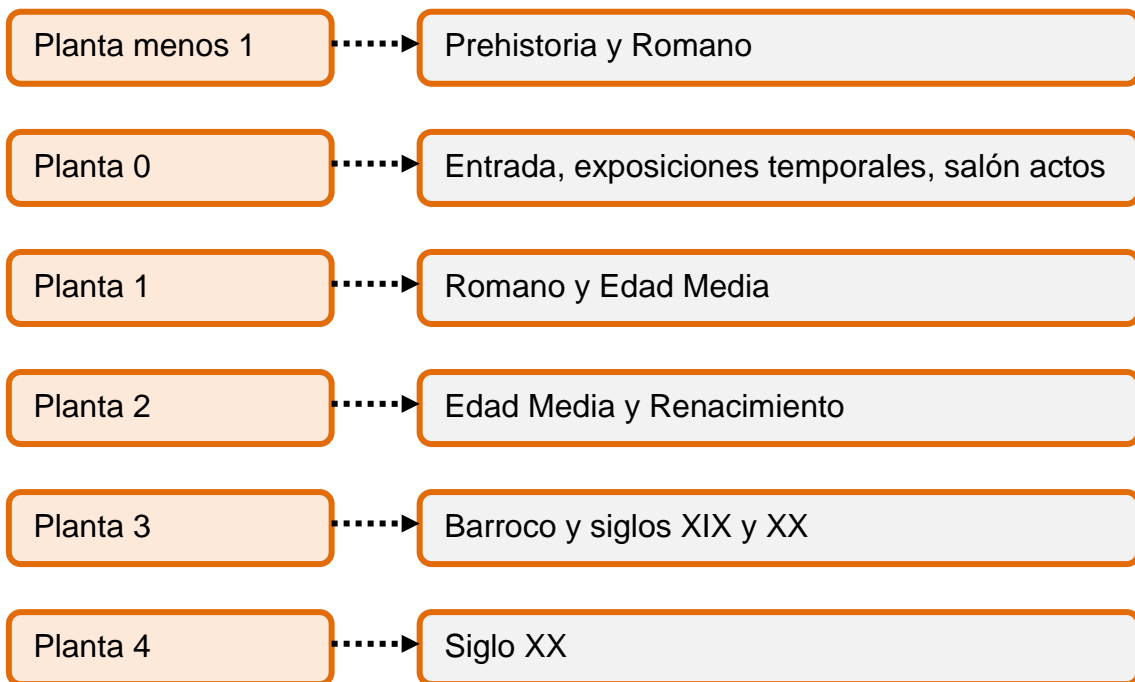 Planta menos 1 Prehistoria y Romano
Planta 0 Entrada, exposiciones temporales, salón actos
Planta 1 Romano y Edad Media
Planta 2 Edad Media y Renacimiento
Planta 3 Barroco y siglos XIX y XX
Planta 4 Siglo XX